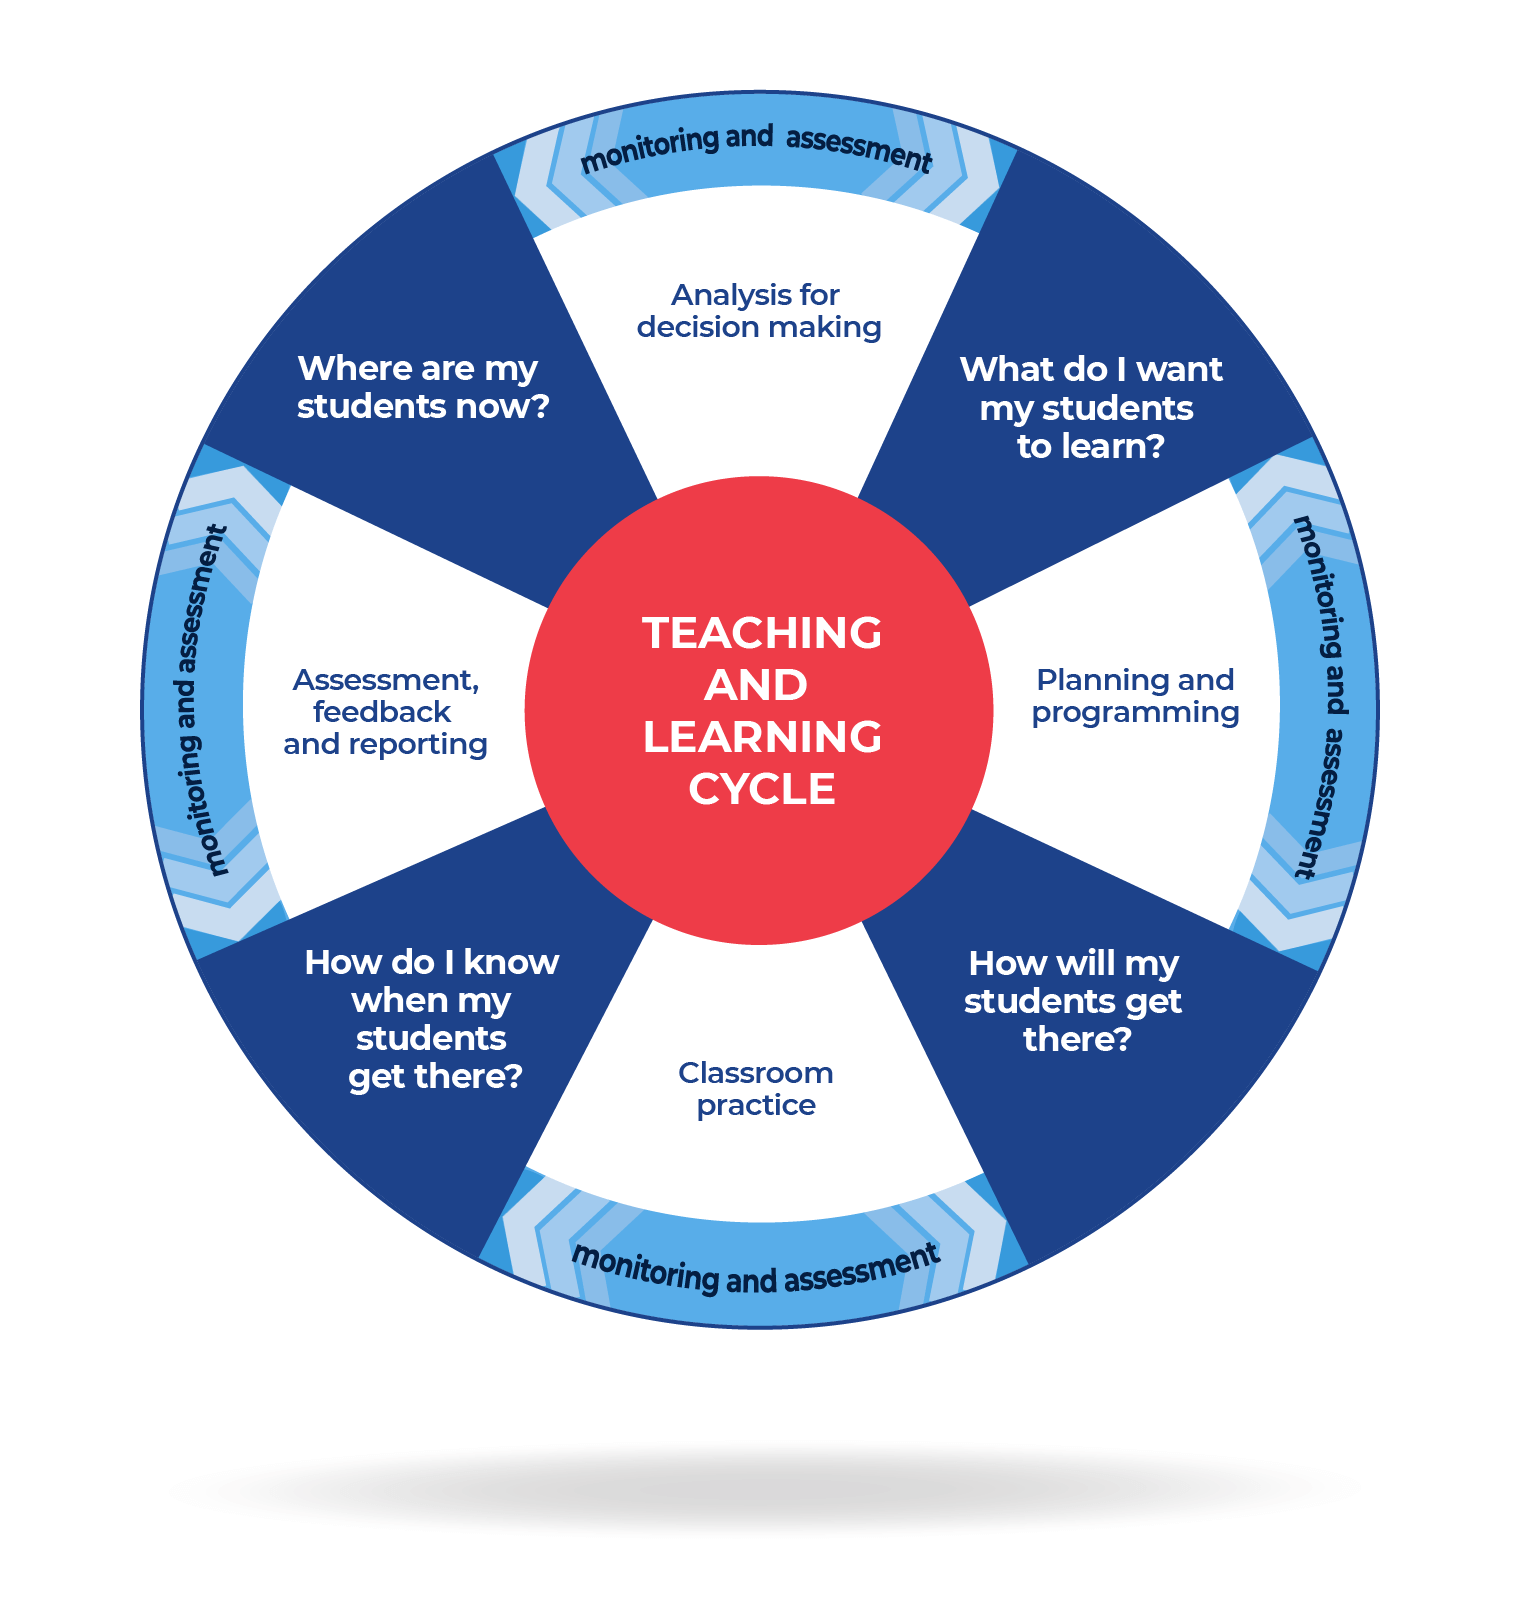 monitoring and assessment
Analysis for
decision making
Where are my
students now?
What do I want
my students
to learn?
monitoring and assessment
Assessment,
feedback
and reporting
TEACHING
AND
LEARNING
CYCLE
Planning and
programming
monitoring and assessment
How do I know
when my
students
get there?
How will my
students get
there?
Classroom
practice
monitoring and assessment